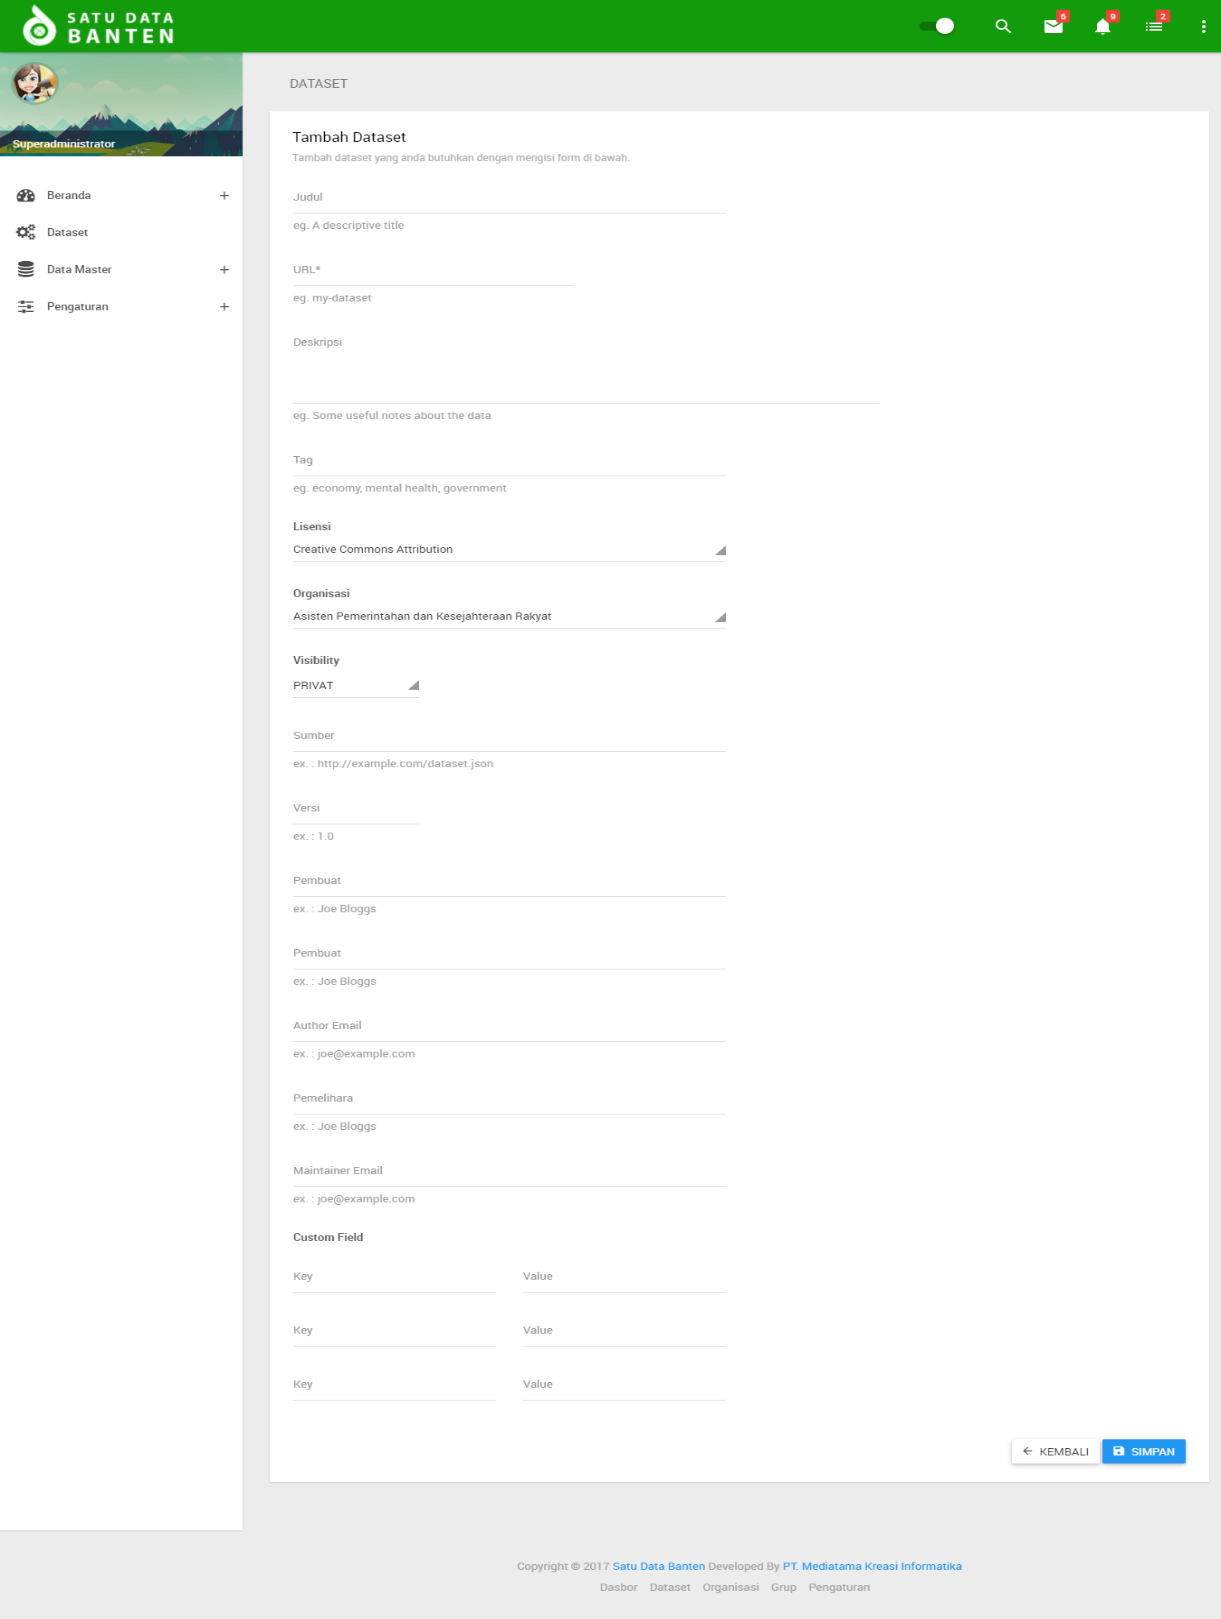 SATU DATA
BANTEN
6
9
2
Superadministrator
Beranda
Dataset
Data Master
Pengaturan
DATASET
Tambah Dataset
Tambah dataset yang anda butuhkan dengan mengisi form di bawah.
Judul
eg. A descriptive title
URL*
eg. my-dataset
Deskripsi
eg. Some useful notes about the data
Tag
eg. economy, mental health, government
Lisensi
Creative Commons Attribution
Organisasi
Asisten Pemerintahan dan Kesejahteraan Rakyat
Visibility
PRIVAT
Sumber
ex. : http://example.com/dataset.json
Versi
ex. : 1.0
Pembuat
ex. : Joe Bloggs
Pembuat
ex. : Joe Bloggs
Author Email
ex. : joe@example.com
Pemelihara
ex. : Joe Bloggs
Maintainer Email
ex. : joe@example.com
Custom Field
Key Value
Key Value
Key Value
KEMBALI SIMPAN
Copyright © 2017 Satu Data Banten Developed By PT. Mediatama Kreasi Informatika
Dasbor Dataset Organisasi Grup Pengaturan